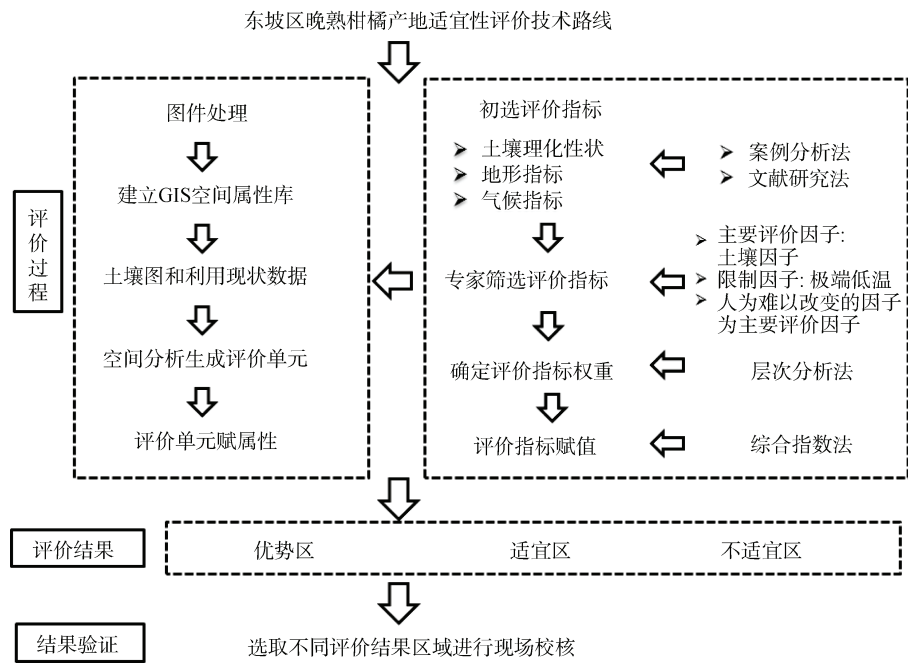 东坡区晚熟柑橘产地适宜性评价技术路线
评价过程
图件处理
建立GIS空间属性库
土壤图和利用现状数据
空间分析生成评价单元
评价单元赋属性
初选评价指标
土壤理化性状
地形指标
气候指标
案例分析法
文献研究法
专家筛选评价指标
主要评价因子:
土壤因子
限制因子: 极端低温
人为难以改变的因子
为主要评价因子
确定评价指标权重
层次分析法
评价指标赋值
综合指数法
评价结果
优势区
适宜区
不适宜区
结果验证
选取不同评价结果区域进行现场校核